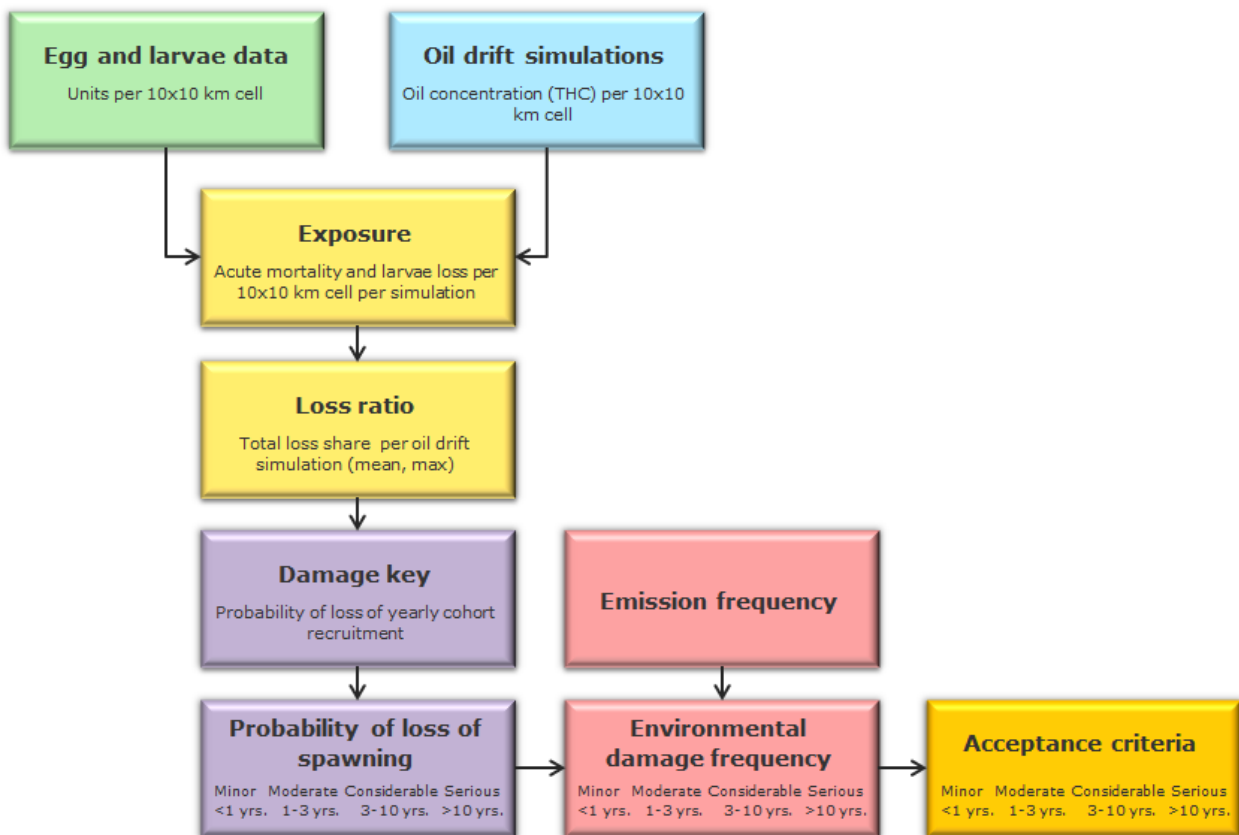 Egg and larvae data
Units per 10x10 km cell
Oil drift simulations
Oil concentration (THC) per 10x10
km cell
Exposure
Acute mortality and larvae loss per
10x10 km cell per simulation
Loss ratio
Total loss share per oil drift
simulation (mean, max)
Damage key
Probability of loss of yearly cohort
recruitment
Emission frequency
Probability of loss of
spawning
Minor Moderate Considerable Serious
<1 yrs. 1-3 yrs. 3-10 yrs. >10 yrs.
Environmental
damage frequency
Minor Moderate Considerable Serious
<1 yrs. 1-3 yrs. 3-10 yrs. >10 yrs.
Acceptance criteria
Minor Moderate Considerable Serious
<1 yrs. 1-3 yrs. 3-10 yrs. >10 yrs.